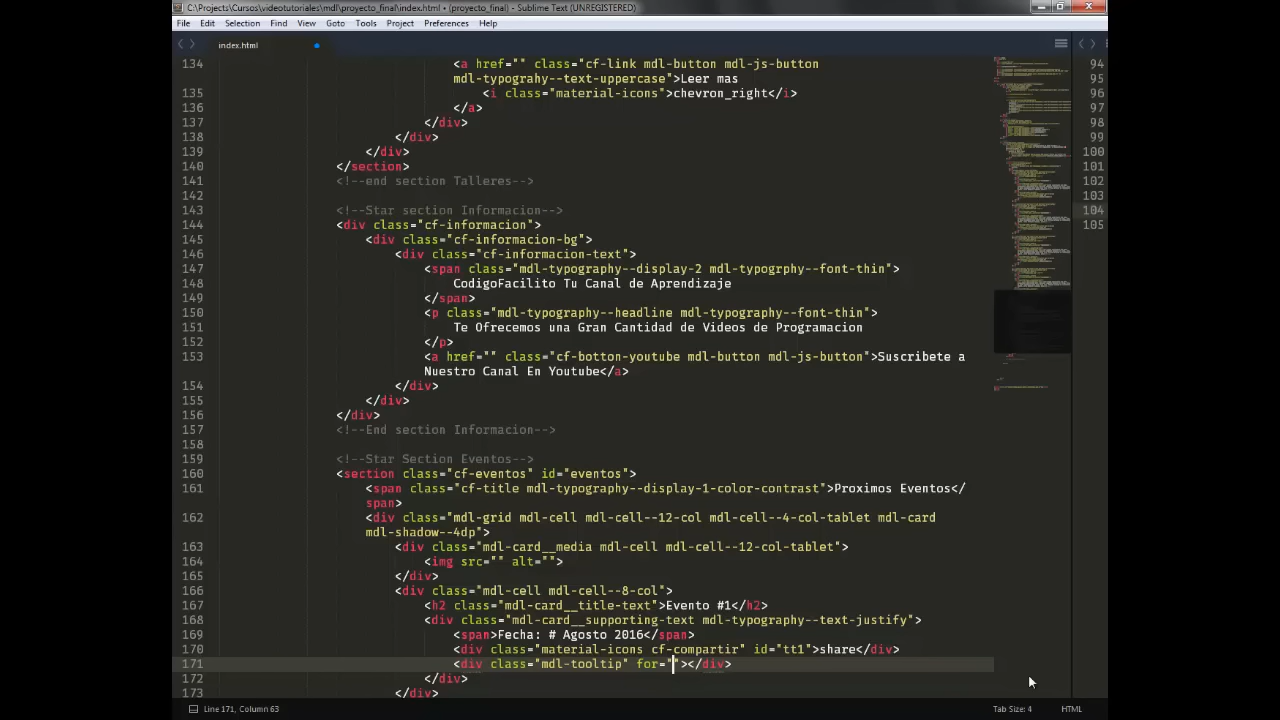 C:\Projects\Cursos\videotutoriales\mdl\proyecto_final\index.html • (proyecto_final) - Sublime Text (UNREGISTERED)
File Edit Selection Find View Goto Tools Project Preferences Help
index.html
134 <a href="" class="cf-link mdl-button mdl-js-button 94
mdl-typograhy--text-uppercase">Leer mas 95
135 <i class="material-icons">chevron_right</i> 96
136 </a> 97
137 </div> 98
138 </div> 99
139 </div> 100
140 </section> 101
141 <!--end section Talleres--> 102
142 103
143 <!--Star section Informacion--> 104
144 <div class="cf-informacion"> 105
145 <div class="cf-informacion-bg">
146 <div class="cf-informacion-text">
147 <span class="mdl-typography--display-2 mdl-typogrphy--font-thin">
148 CodigoFacilito Tu Canal de Aprendizaje
149 </span>
150 <p class="mdl-typography--headline mdl-typography--font-thin">
151 Te Ofrecemos una Gran Cantidad de Videos de Programacion
152 </p>
153 <a href="" class="cf-botton-youtube mdl-button mdl-js-button">Suscribete a
Nuestro Canal En Youtube</a>
154 </div>
155 </div>
156 </div>
157 <!--End section Informacion-->
158
159 <!--Star Section Eventos-->
160 <section class="cf-eventos" id="eventos">
161 <span class="cf-title mdl-typography--display-1-color-contrast">Proximos Eventos</
span>
162 <div class="mdl-grid mdl-cell mdl-cell--12-col mdl-cell--4-col-tablet mdl-card
mdl-shadow--4dp">
163 <div class="mdl-card__media mdl-cell mdl-cell--12-col-tablet">
164 <img src="" alt="">
165 </div>
166 <div class="mdl-cell mdl-cell--8-col">
167 <h2 class="mdl-card__title-text">Evento #1</h2>
168 <div class="mdl-card__supporting-text mdl-typography--text-justify">
169 <span>Fecha: # Agosto 2016</span>
170 <div class="material-icons cf-compartir" id="tt1">share</div>
171 <div class="mdl-tooltip" for=""></div>
172 </div>
173 </div>
Line 171, Column 63 Tab Size: 4 HTML